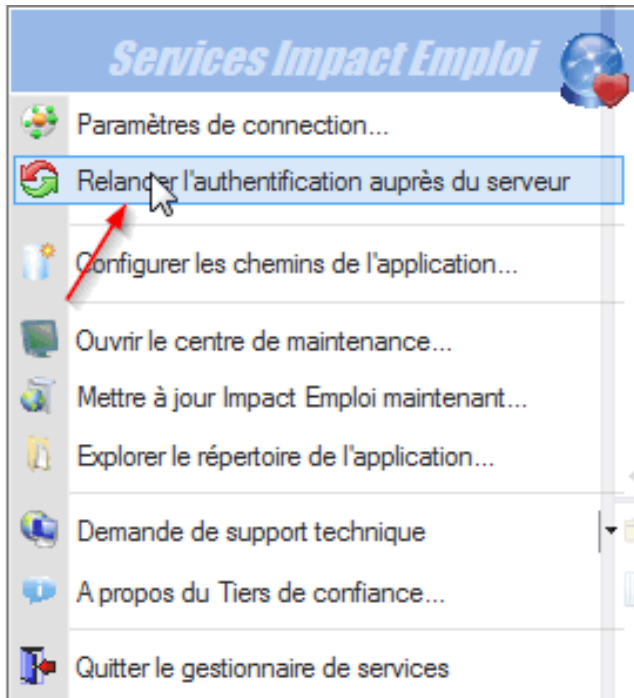 Services Impact Emploi
Paramètres de connection...
Relancer l'authentification auprès du serveur
Configurer les chemins de l'application...
Ouvrir le centre de maintenance...
Mettre à jour Impact Emploi maintenant...
Explorer le répertoire de l'application...
Demande de support technique
A propos du Tiers de confiance...
Quitter le gestionnaire de services